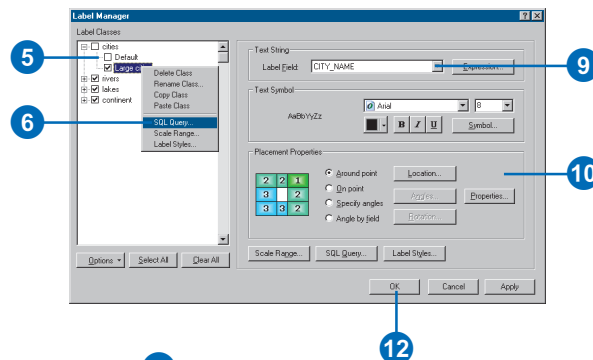 Label Manager
Label Classes
cities
Default
Large
rivers
lakes
continent
Delete Class
Rename Class...
Copy Class
Paste Class
SQL Query...
Scale Range...
Label Styles...
Options
Select All
Clear All
Text String
Label Field:
CITY_NAME
Expression...
Text Symbol
AaBbYyZz
Arial
8
B I U
Symbol...
Placement Properties
2 2 1
3 2
3 3 2
Around point
On point
Specify angles
Angle by field
Location...
Angles...
Rotation...
Properties...
Scale Range...
SQL Query...
Label Styles...
OK
Cancel
Apply
5
6
9
10
12